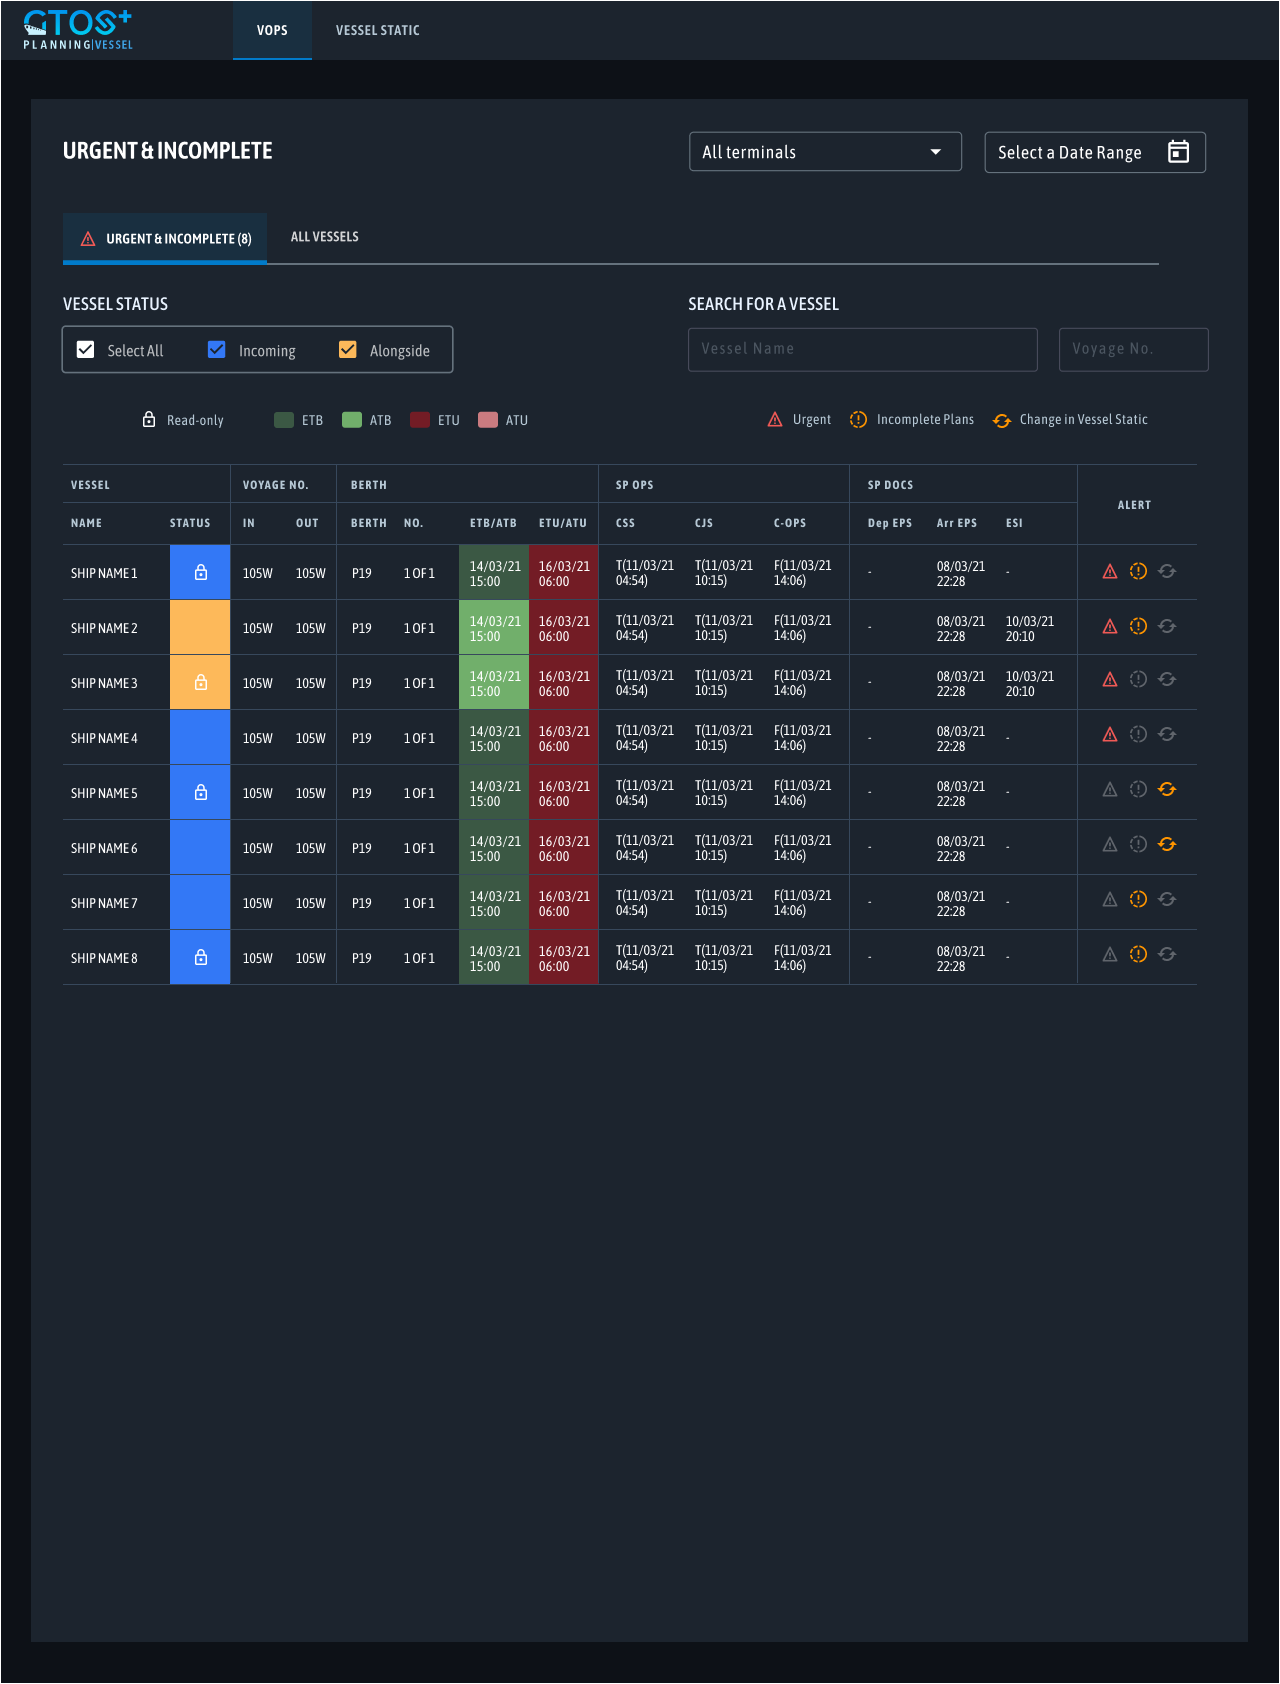 GTOS+
PLANNING|VESSEL
VOPS
VESSEL STATIC
URGENT & INCOMPLETE
All terminals
Select a Date Range
URGENT & INCOMPLETE (8)
ALL VESSELS
VESSEL STATUS
SEARCH FOR A VESSEL
Select All
Incoming
Alongside
Vessel Name
Voyage No.
Read-only
ETB
ATB
ETU
ATU
Urgent
Incomplete Plans
Change in Vessel Static
VESSEL VOYAGE NO. BERTH SP OPS SP DOCS ALERT
NAME STATUS IN OUT BERTH NO. ETB/ATB ETU/ATU CSS CJS C-OPS Dep EPS Arr EPS ESI
SHIP NAME 1 105W 105W P19 1 OF 1 14/03/21 16/03/21 T(11/03/21 T(11/03/21 F(11/03/21 - 08/03/21 -
15:00 06:00 04:54) 10:15) 14:06) 22:28
SHIP NAME 2 105W 105W P19 1 OF 1 14/03/21 16/03/21 T(11/03/21 T(11/03/21 F(11/03/21 - 08/03/21 10/03/21
15:00 06:00 04:54) 10:15) 14:06) 22:28 20:10
SHIP NAME 3 105W 105W P19 1 OF 1 14/03/21 16/03/21 T(11/03/21 T(11/03/21 F(11/03/21 - 08/03/21 10/03/21
15:00 06:00 04:54) 10:15) 14:06) 22:28 20:10
SHIP NAME 4 105W 105W P19 1 OF 1 14/03/21 16/03/21 T(11/03/21 T(11/03/21 F(11/03/21 - 08/03/21 -
15:00 06:00 04:54) 10:15) 14:06) 22:28
SHIP NAME 5 105W 105W P19 1 OF 1 14/03/21 16/03/21 T(11/03/21 T(11/03/21 F(11/03/21 - 08/03/21 -
15:00 06:00 04:54) 10:15) 14:06) 22:28
SHIP NAME 6 105W 105W P19 1 OF 1 14/03/21 16/03/21 T(11/03/21 T(11/03/21 F(11/03/21 - 08/03/21 -
15:00 06:00 04:54) 10:15) 14:06) 22:28
SHIP NAME 7 105W 105W P19 1 OF 1 14/03/21 16/03/21 T(11/03/21 T(11/03/21 F(11/03/21 - 08/03/21 -
15:00 06:00 04:54) 10:15) 14:06) 22:28
SHIP NAME 8 105W 105W P19 1 OF 1 14/03/21 16/03/21 T(11/03/21 T(11/03/21 F(11/03/21 - 08/03/21 -
15:00 06:00 04:54) 10:15) 14:06) 22:28